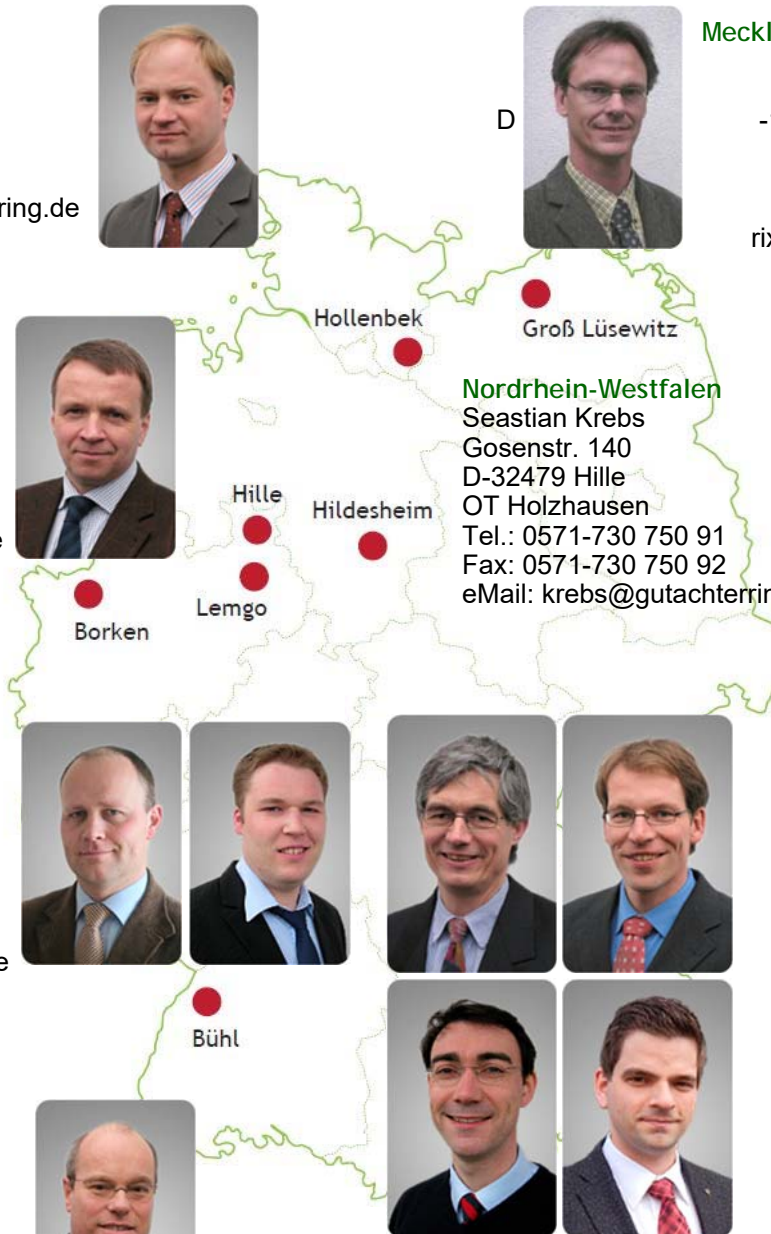 Meckl
D
-
ring.de
rix
Hollenbek
Groß Lüsewitz
Nordrhein-Westfalen
Seastian Krebs
Gosenstr. 140
D-32479 Hille
OT Holzhausen
Tel.: 0571-730 750 91
Fax: 0571-730 750 92
eMail: krebs@gutachterrin
Hille
Hildesheim
e
Lemgo
Borken
e
Bühl